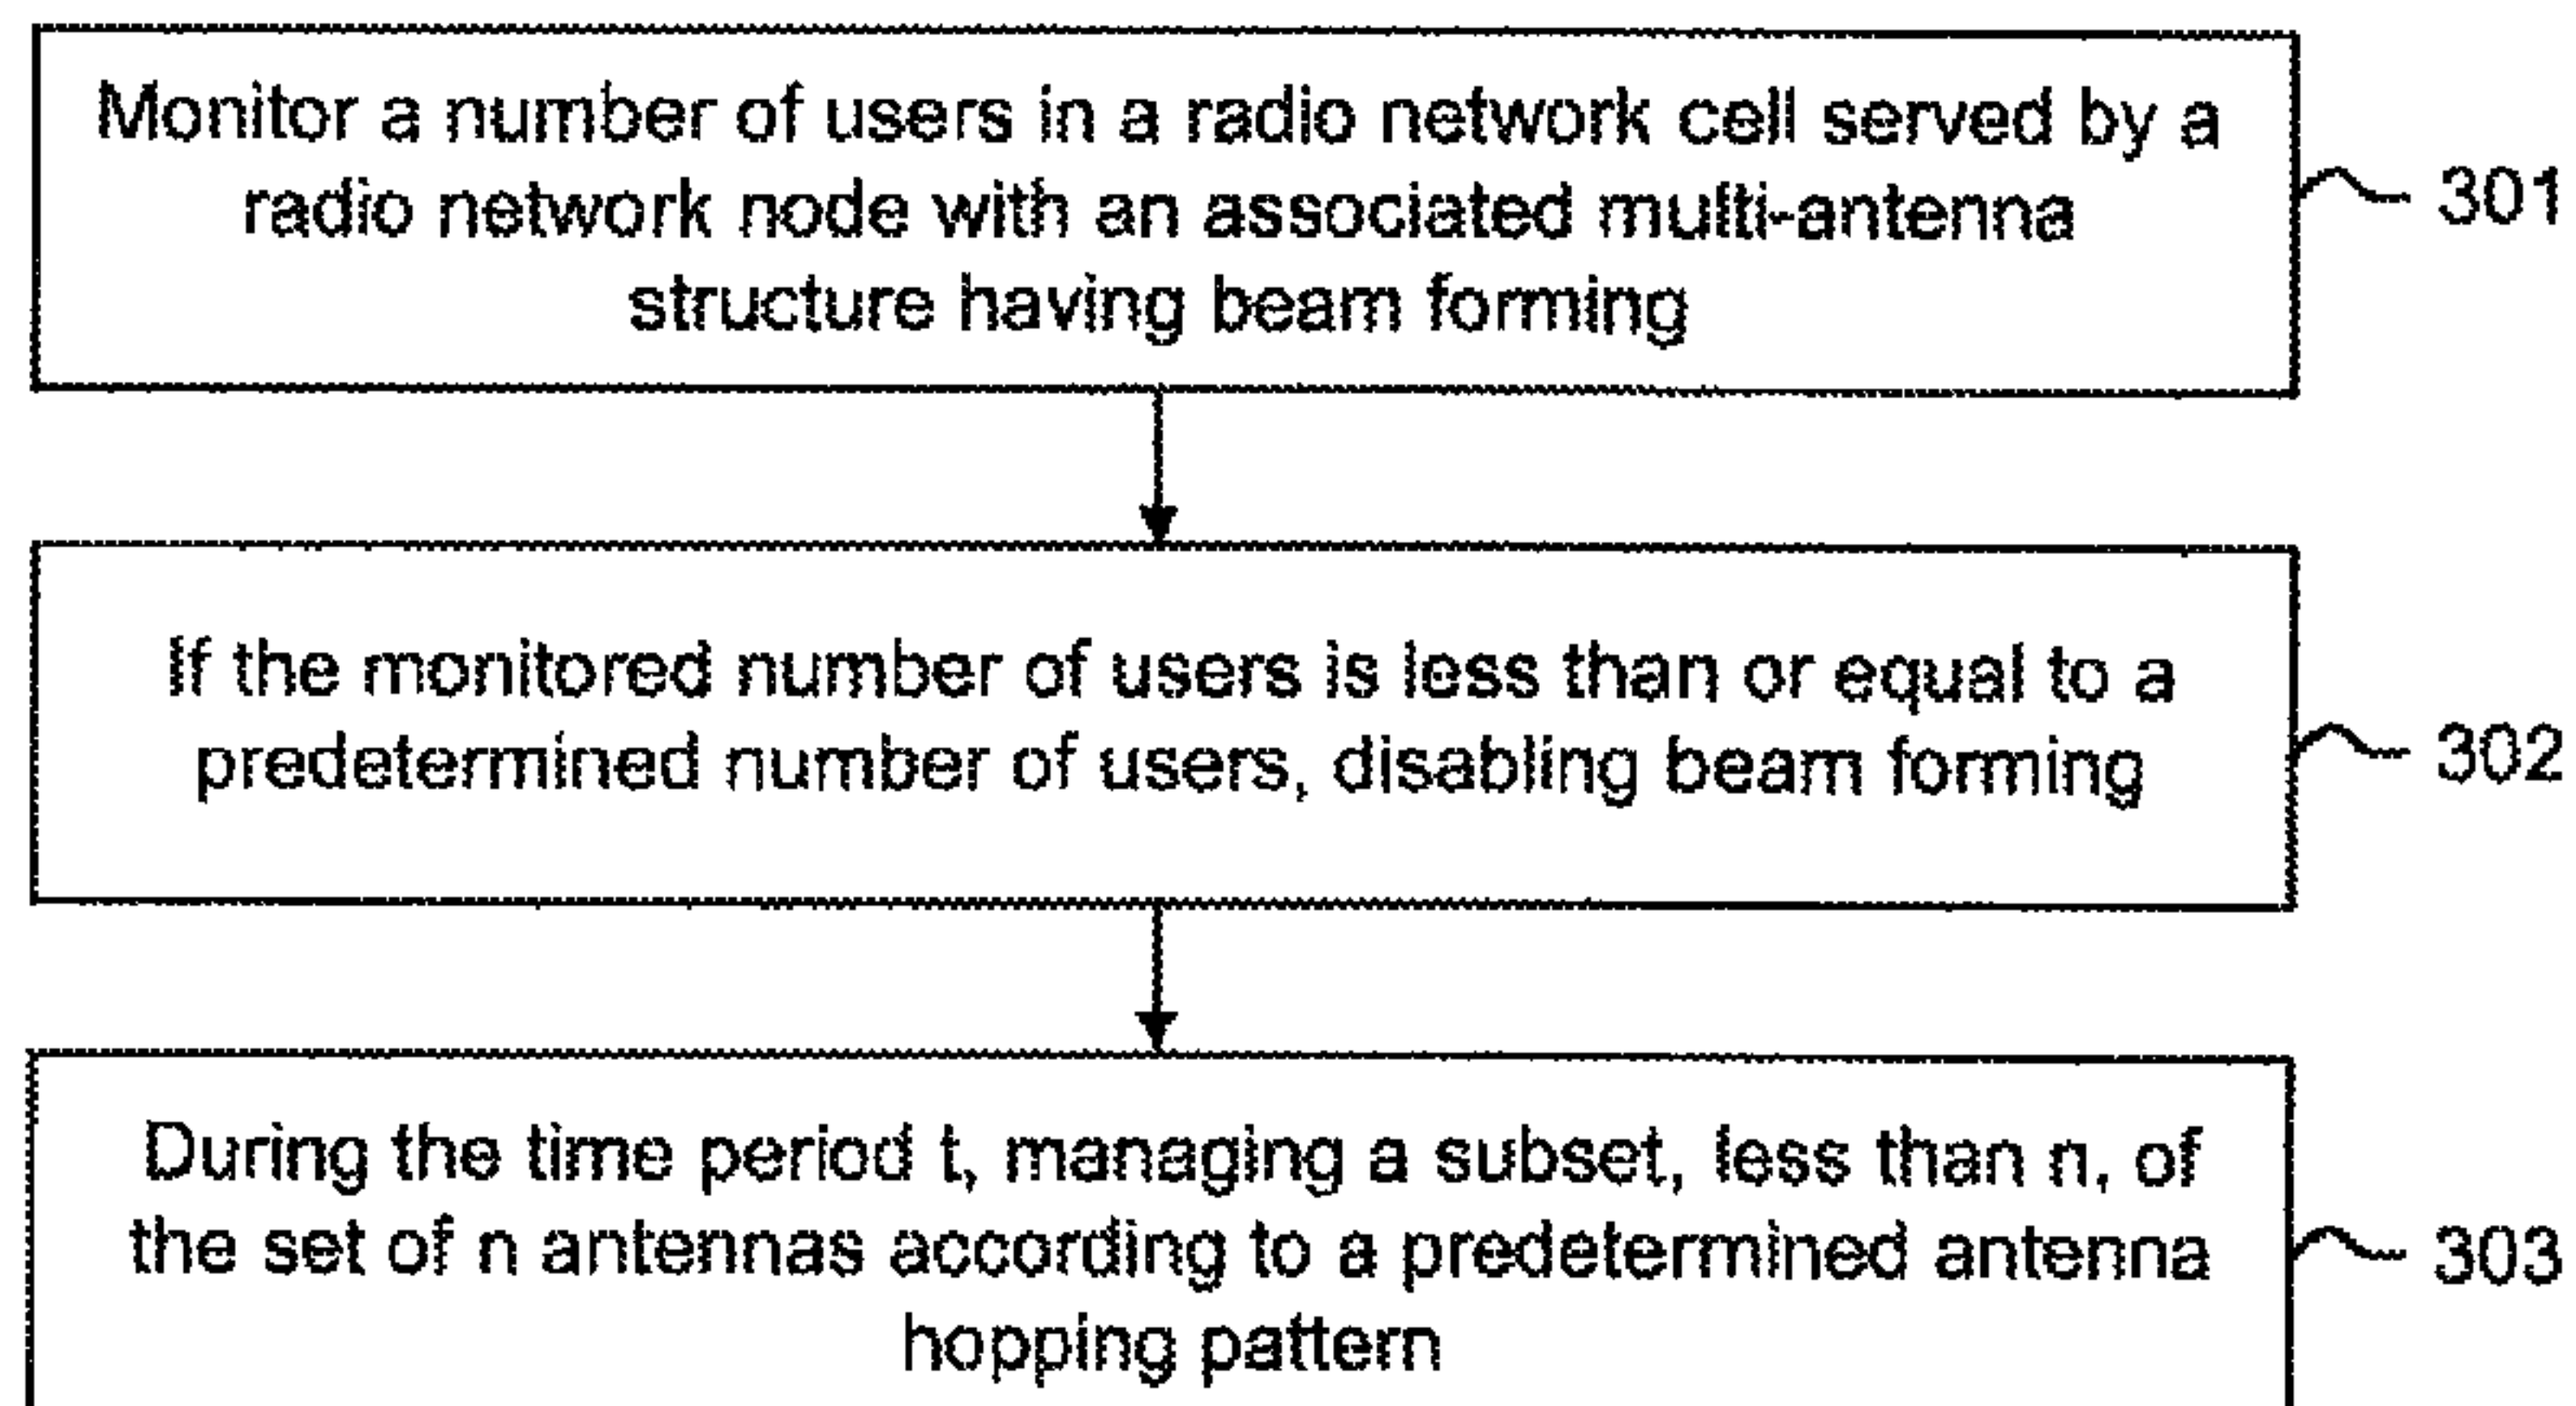 Monitor a number of users in a radio network cell served by a
radio network node with an associated multi-antenna
structure having beam forming
301
If the monitored number of users is less than or equal to a
predetermined number of users, disabling beam forming
302
During the time period t, managing a subset, less than n, of
the set of n antennas according to a predetermined antenna
hopping pattern
303